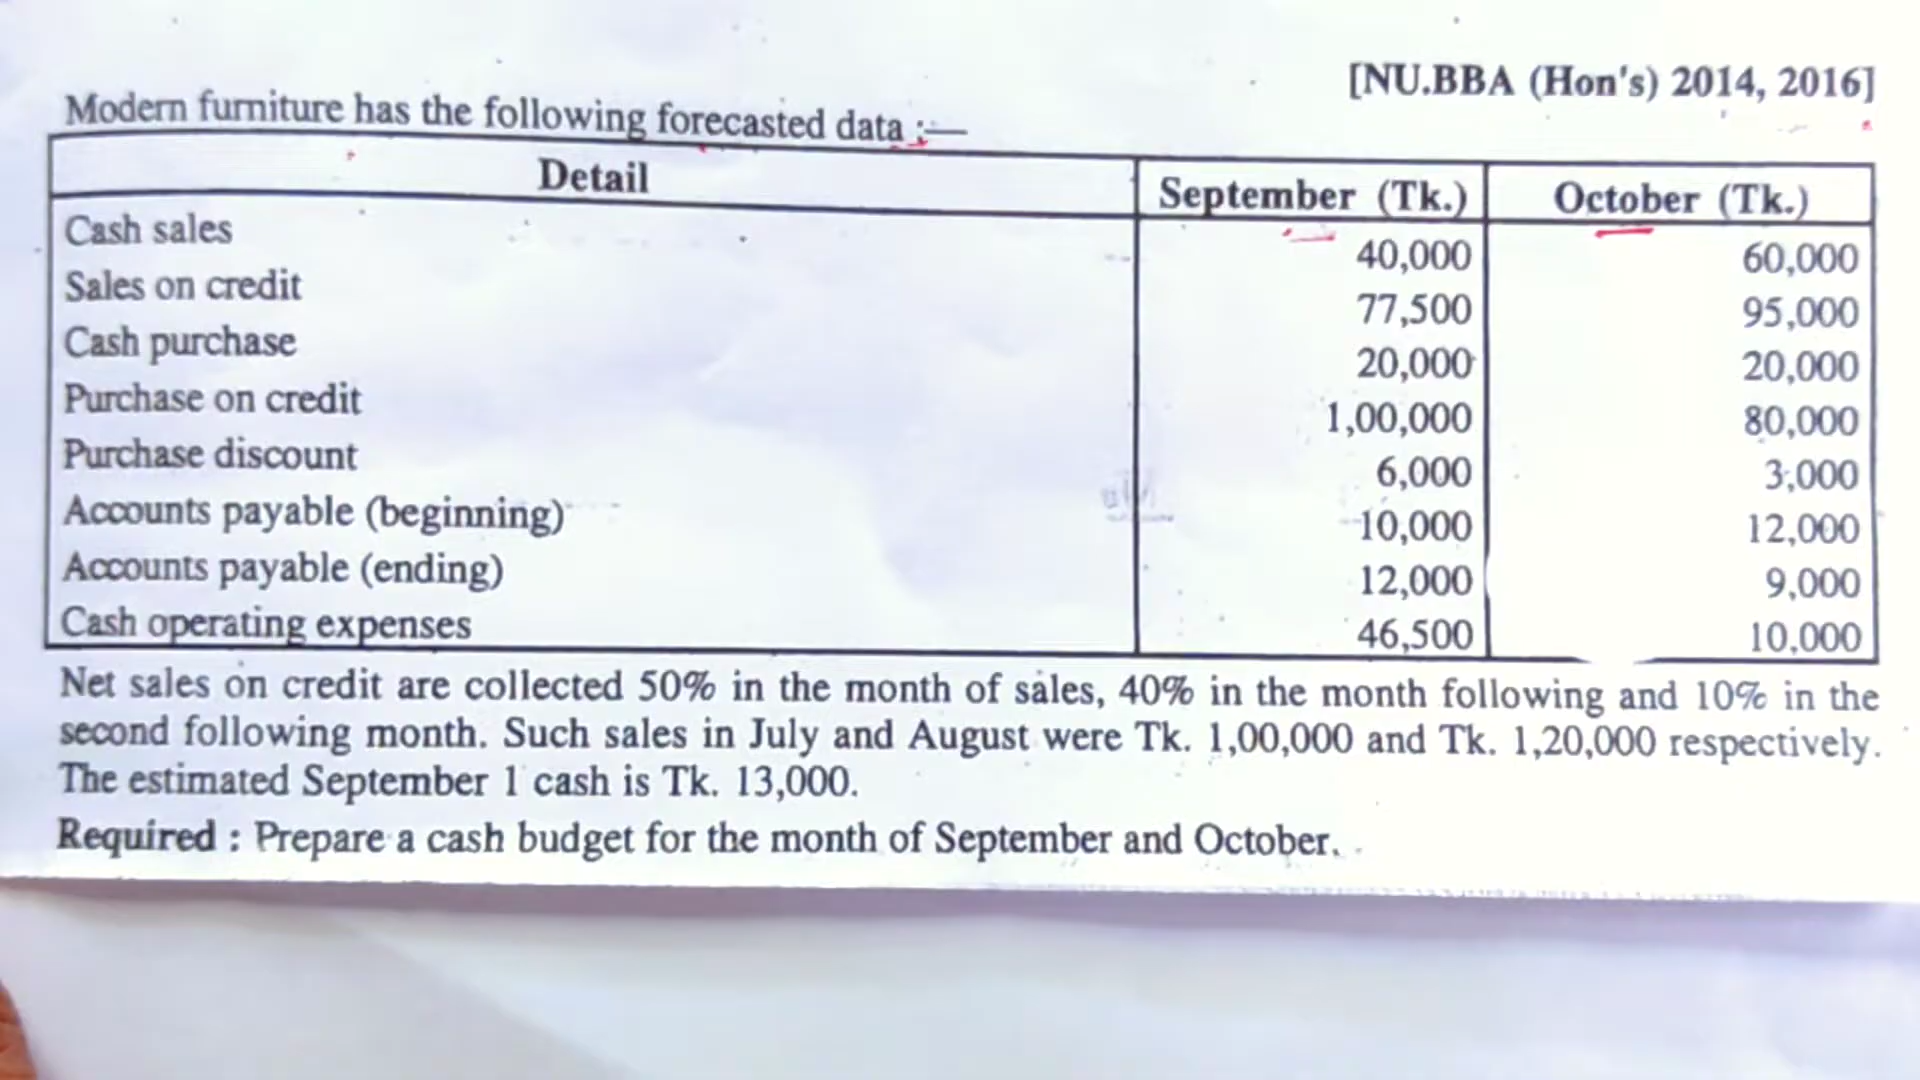 [NU.BBA (Hon's) 2014, 2016]
Modern furniture has the following forecasted data :—
Detail September (Tk.) October (Tk.)
Cash sales 40,000 60,000
Sales on credit 77,500 95,000
Cash purchase 20,000 20,000
Purchase on credit 1,00,000 80,000
Purchase discount 6,000 3,000
Accounts payable (beginning) 10,000 12,000
Accounts payable (ending) 12,000 9,000
Cash operating expenses 46,500 10,000
Net sales on credit are collected 50% in the month of sales, 40% in the month following and 10% in the
second following month. Such sales in July and August were Tk. 1,00,000 and Tk. 1,20,000 respectively.
The estimated September 1 cash is Tk. 13,000.
Required : Prepare a cash budget for the month of September and October.